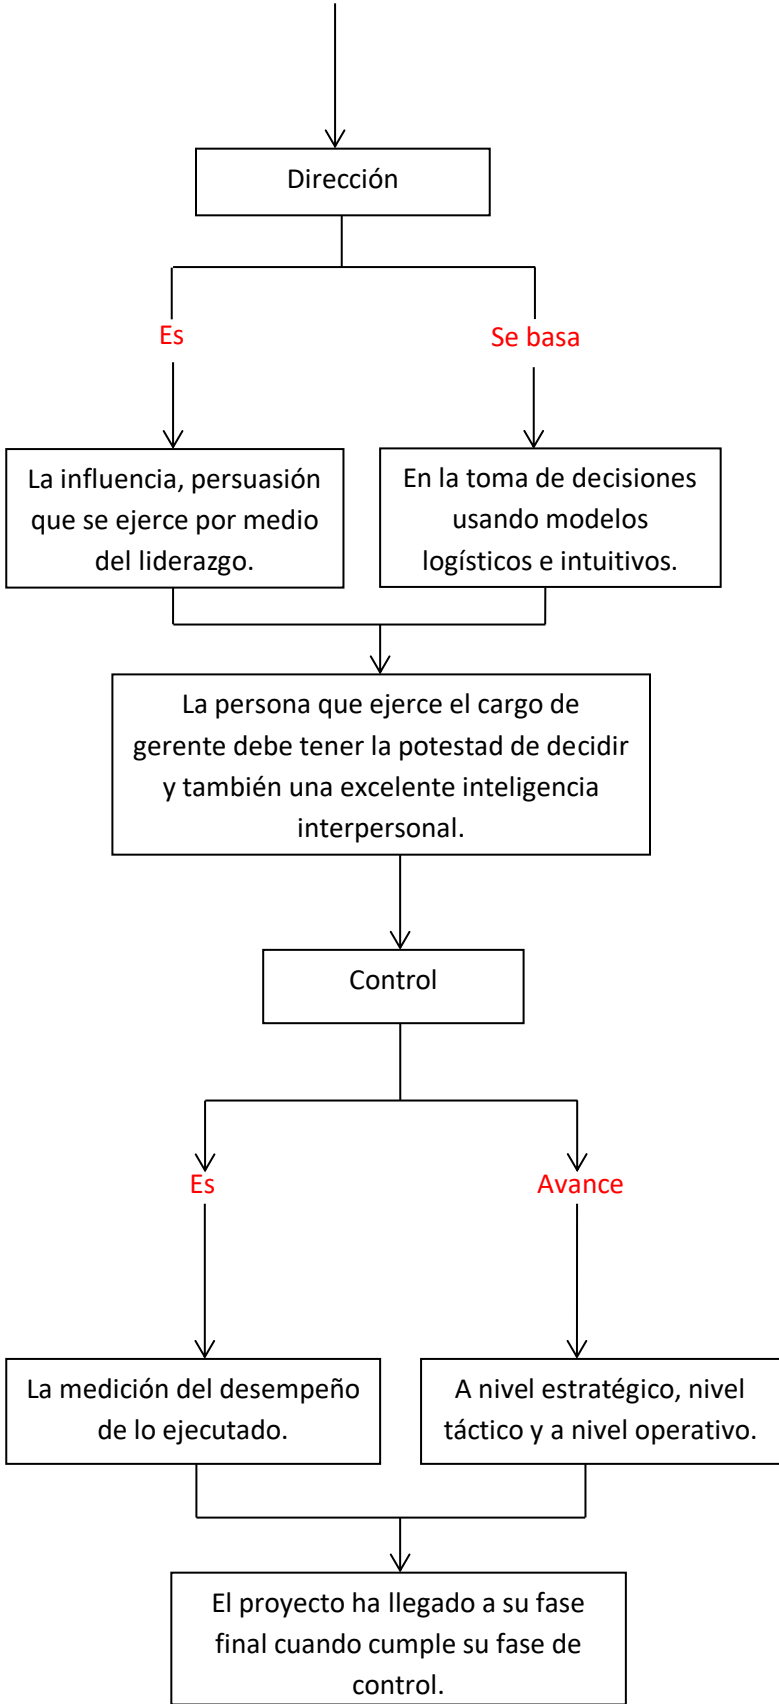 Dirección
Es
Se basa
La influencia, persuasión
que se ejerce por medio
del liderazgo.
En la toma de decisiones
usando modelos
logísticos e intuitivos.
La persona que ejerce el cargo de
gerente debe tener la potestad de decidir
y también una excelente inteligencia
interpersonal.
Control
Es
Avance
La medición del desempeño
de lo ejecutado.
A nivel estratégico, nivel
táctico y a nivel operativo.
El proyecto ha llegado a su fase
final cuando cumple su fase de
control.